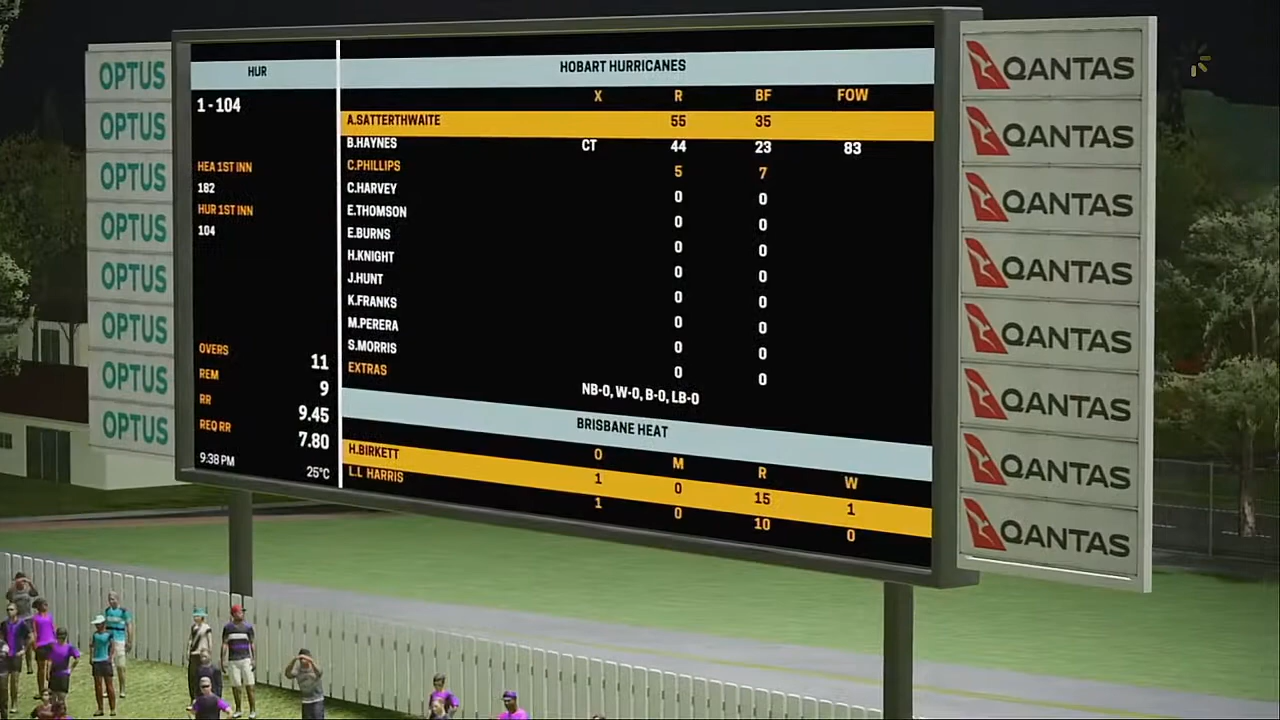 OPTUS
OPTUS
OPTUS
OPTUS
OPTUS
OPTUS
OPTUS
OPTUS
HUR
1 - 104
HEA 1ST INN
182
HUR 1ST INN
104
OVERS 11
REM 9
RR 9.45
REQ RR 7.80
9:38 PM 25°C
HOBART HURRICANES
X R BF FOW
A.SATTERTHWAITE 55 35
B.HAYNES CT 44 23 83
C.PHILLIPS 5 7
C.HARVEY 0 0
E.THOMSON 0 0
E.BURNS 0 0
H.KNIGHT 0 0
J.HUNT 0 0
K.FRANKS 0 0
M.PERERA 0 0
S.MORRIS 0 0
EXTRAS 0 0
NB-0, W-0, B-0, LB-0
BRISBANE HEAT
O M R W
H.BIRKETT 1 0 15 1
L.L HARRIS 1 0 10 0
QANTAS
QANTAS
QANTAS
QANTAS
QANTAS
QANTAS
QANTAS
QANTAS